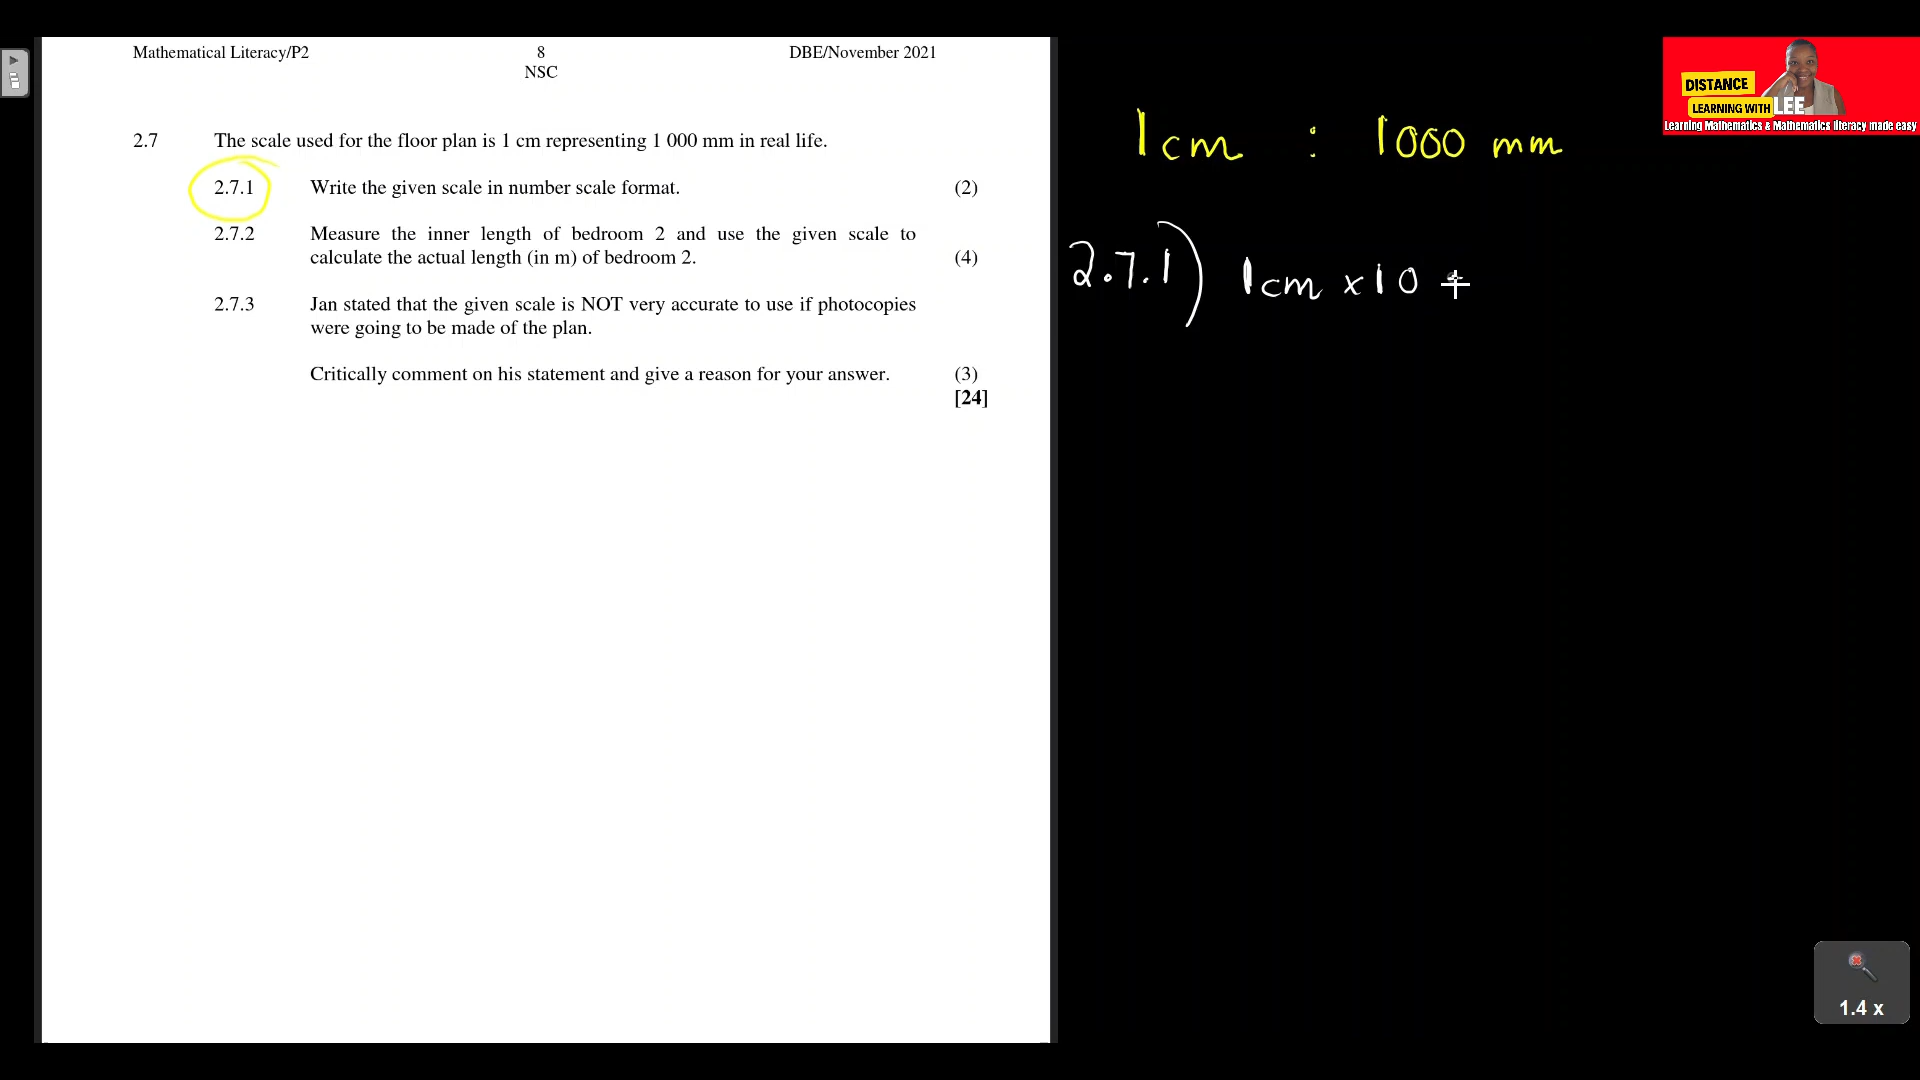 Mathematical Literacy/P2 8 DBE/November 2021
NSC
2.7 The scale used for the floor plan is 1 cm representing 1 000 mm in real life.
2.7.1 Write the given scale in number scale format. (2)
2.7.2 Measure the inner length of bedroom 2 and use the given scale to
calculate the actual length (in m) of bedroom 2. (4)
2.7.3 Jan stated that the given scale is NOT very accurate to use if photocopies
were going to be made of the plan.
Critically comment on his statement and give a reason for your answer. (3)
[24]
1cm : 1000 mm
2.7.1) 1cm x 10
DISTANCE
LEARNING WITH LEE
Learning Mathematics & Mathematics literacy made easy
1.4 x